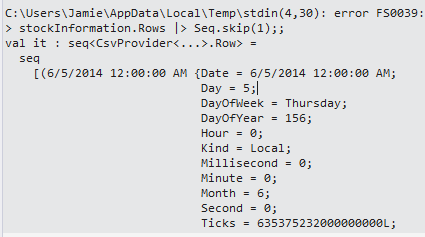 C:\Users\Jamie\AppData\Local\Temp\stdin(4,30): error FS0039:
> stockInformation.Rows |> Seq.skip(1);;
val it : seq<CsvProvider<...>.Row> =
  seq
    [(6/5/2014 12:00:00 AM {Date = 6/5/2014 12:00:00 AM;
                            Day = 5;
                            DayOfWeek = Thursday;
                            DayOfYear = 156;
                            Hour = 0;
                            Kind = Local;
                            Millisecond = 0;
                            Minute = 0;
                            Month = 6;
                            Second = 0;
                            Ticks = 635375232000000000L;